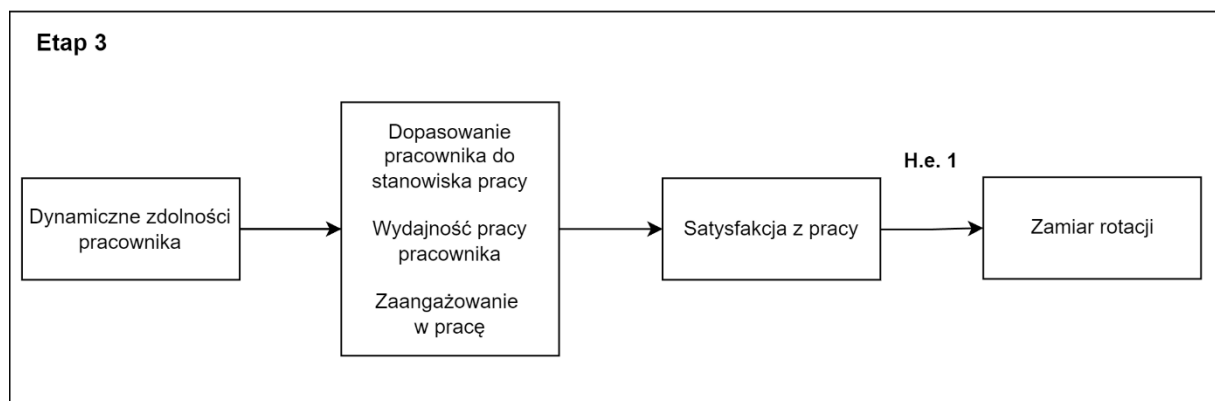 Etap 3
Dynamiczne zdolności
pracownika
Dopasowanie
pracownika do
stanowiska pracy
Wydajność pracy
pracownika
Zaangażowanie
w pracę
Satysfakcja z pracy
H.e. 1
Zamiar rotacji